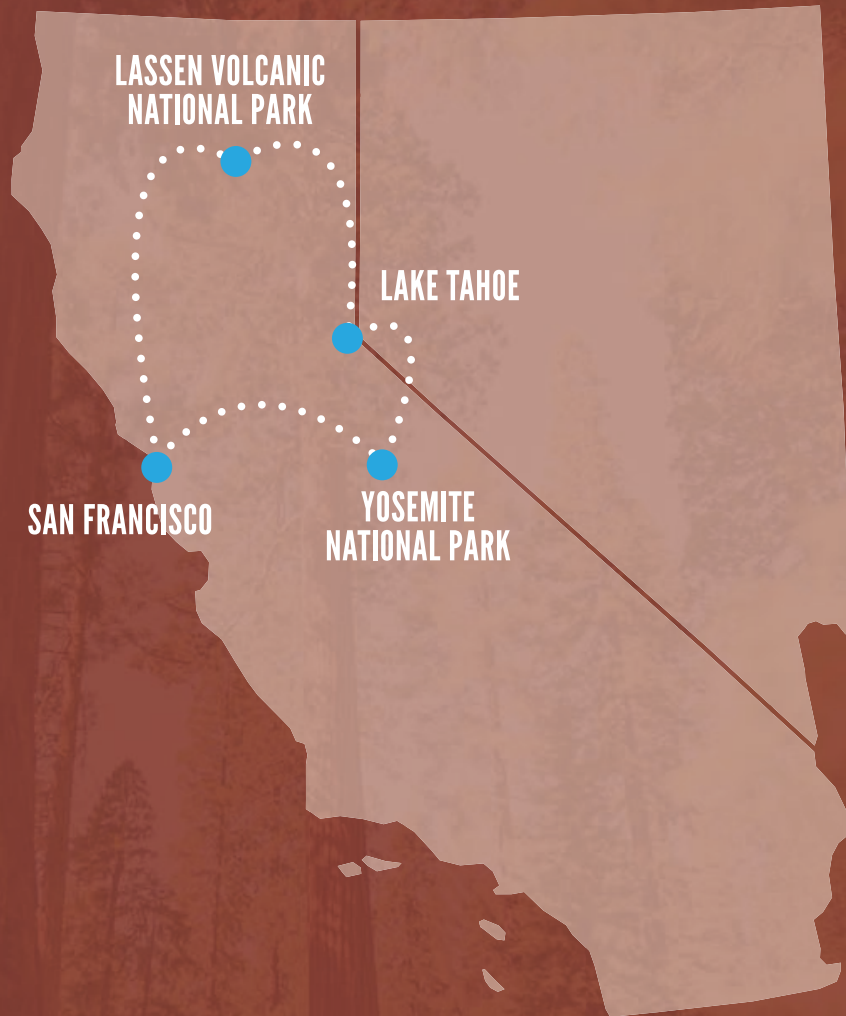 LASSEN VOLCANIC
NATIONAL PARK
LAKE TAHOE
SAN FRANCISCO
YOSEMITE
NATIONAL PARK